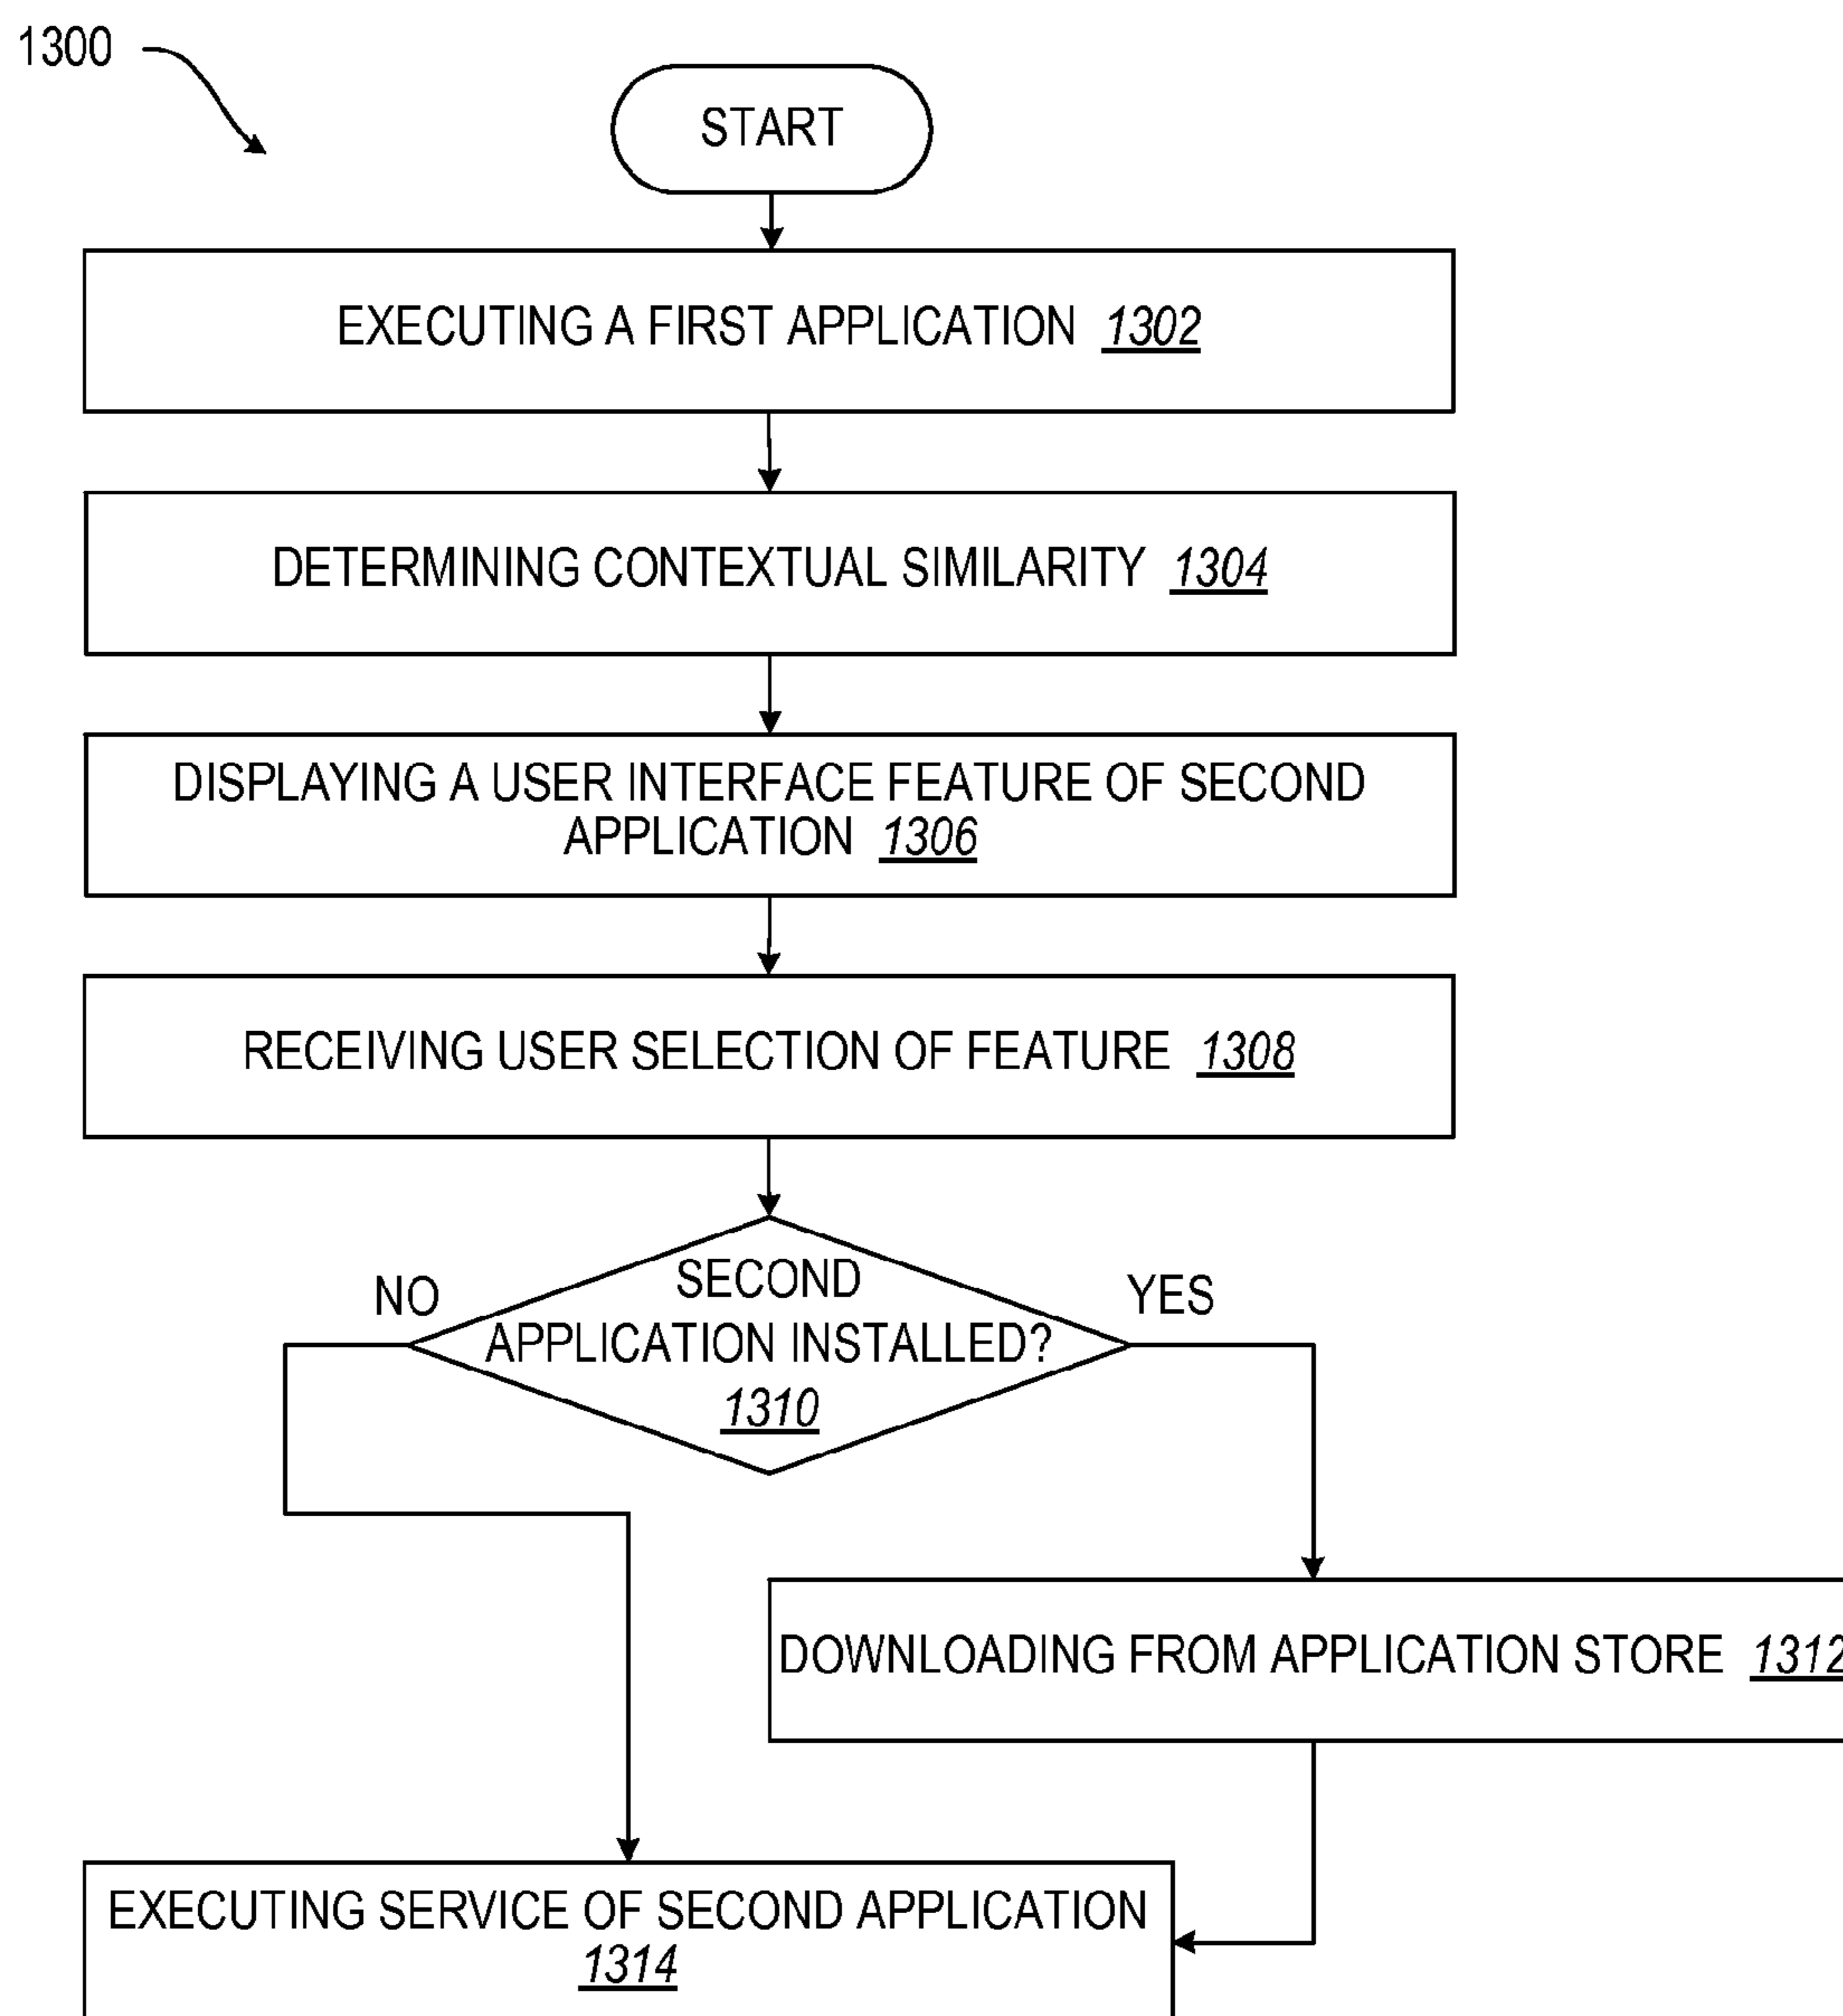 1300
START
EXECUTING A FIRST APPLICATION 1302
DETERMINING CONTEXTUAL SIMILARITY 1304
DISPLAYING A USER INTERFACE FEATURE OF SECOND
APPLICATION 1306
RECEIVING USER SELECTION OF FEATURE 1308
NO
SECOND
YES
APPLICATION INSTALLED?
1310
DOWNLOADING FROM APPLICATION STORE 1312
EXECUTING SERVICE OF SECOND APPLICATION
1314